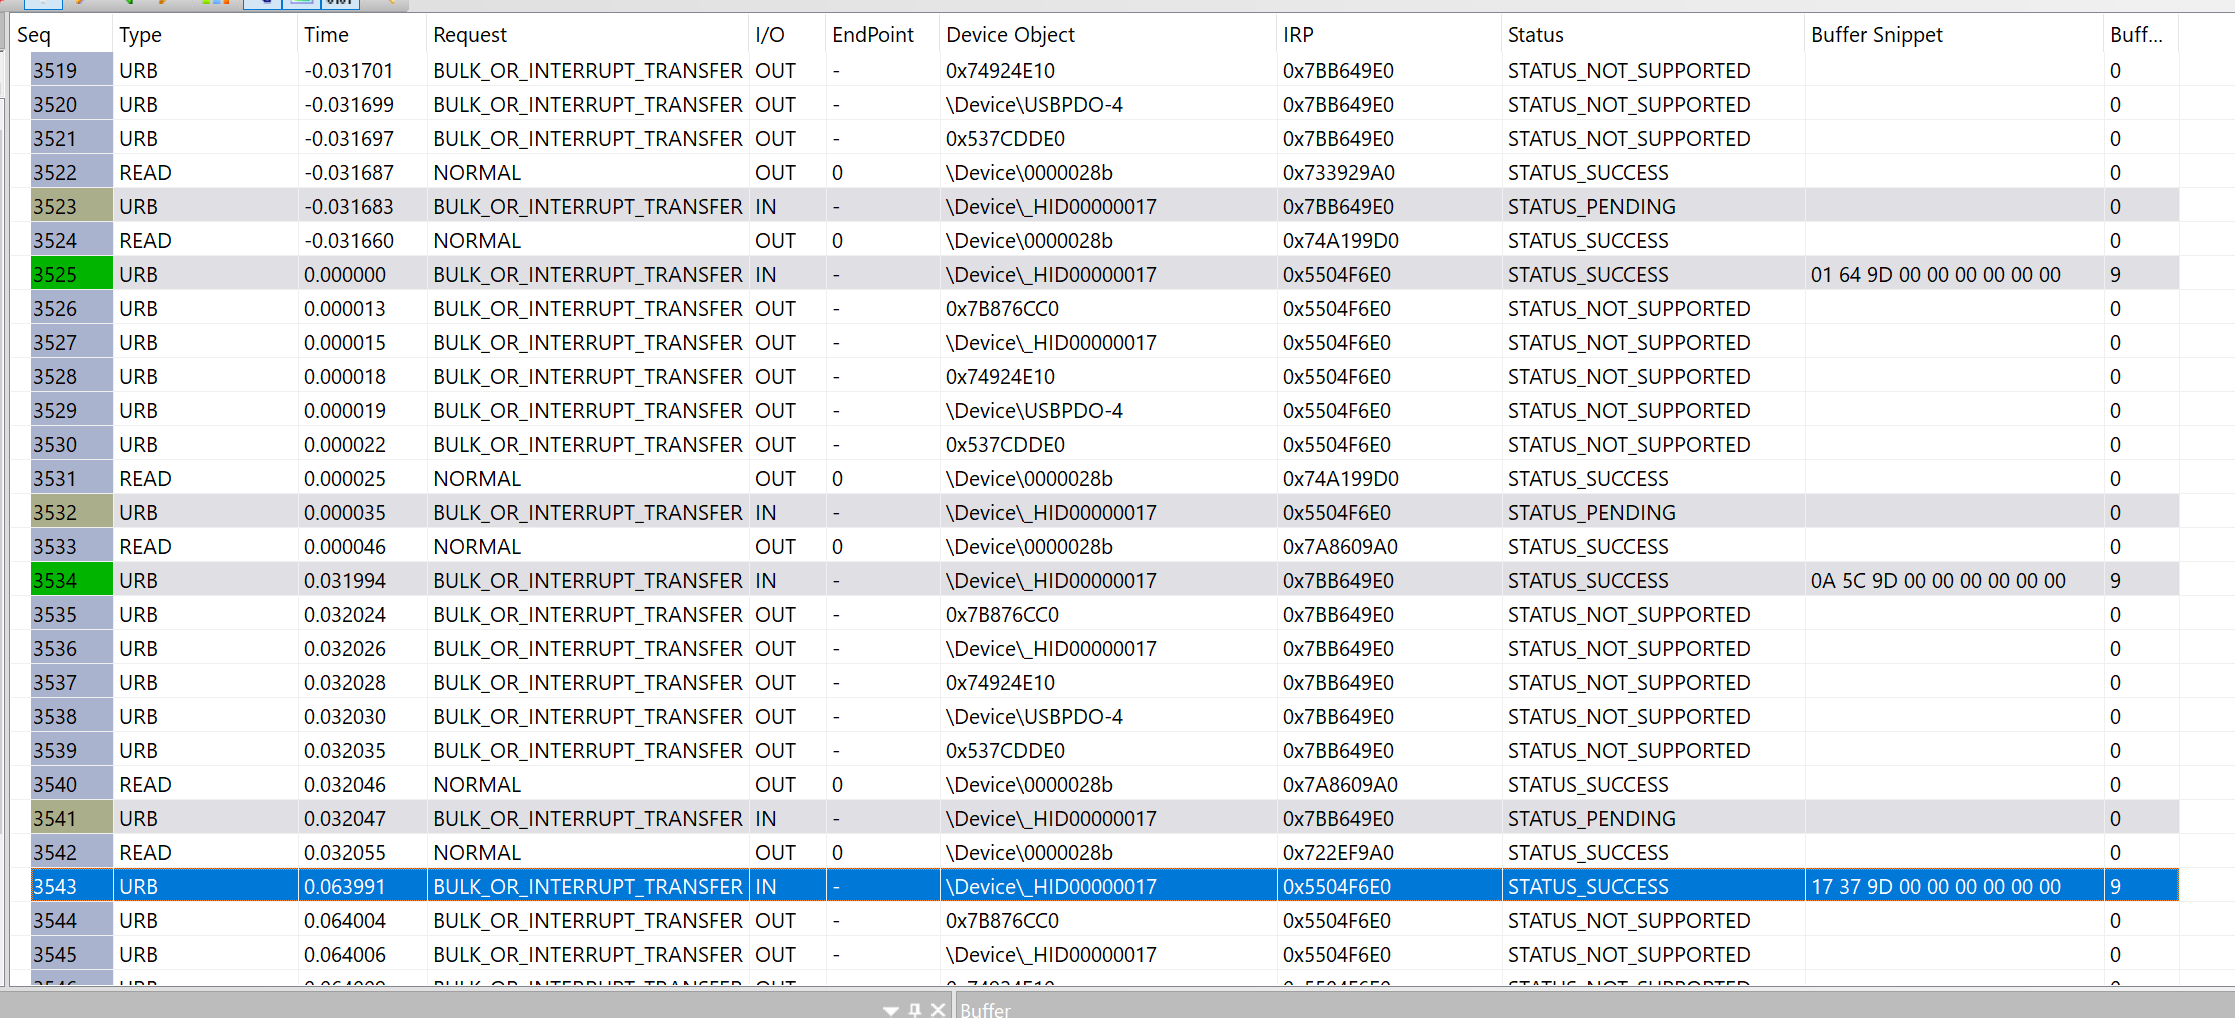 Seq Type Time Request I/O EndPoint Device Object IRP Status Buffer Snippet Buff...
3519 URB -0.031701 BULK_OR_INTERRUPT_TRANSFER OUT - 0x74924E10 0x7BB649E0 STATUS_NOT_SUPPORTED 0
3520 URB -0.031699 BULK_OR_INTERRUPT_TRANSFER OUT - \Device\USBPDO-4 0x7BB649E0 STATUS_NOT_SUPPORTED 0
3521 URB -0.031697 BULK_OR_INTERRUPT_TRANSFER OUT - 0x537CDDE0 0x7BB649E0 STATUS_NOT_SUPPORTED 0
3522 READ -0.031687 NORMAL OUT 0 \Device\0000028b 0x733929A0 STATUS_SUCCESS 0
3523 URB -0.031683 BULK_OR_INTERRUPT_TRANSFER IN - \Device\_HID00000017 0x7BB649E0 STATUS_PENDING 0
3524 READ -0.031660 NORMAL OUT 0 \Device\0000028b 0x74A199D0 STATUS_SUCCESS 0
3525 URB 0.000000 BULK_OR_INTERRUPT_TRANSFER IN - \Device\_HID00000017 0x5504F6E0 STATUS_SUCCESS 01 64 9D 00 00 00 00 00 00 9
3526 URB 0.000013 BULK_OR_INTERRUPT_TRANSFER OUT - 0x7B876CC0 0x5504F6E0 STATUS_NOT_SUPPORTED 0
3527 URB 0.000015 BULK_OR_INTERRUPT_TRANSFER OUT - \Device\_HID00000017 0x5504F6E0 STATUS_NOT_SUPPORTED 0
3528 URB 0.000018 BULK_OR_INTERRUPT_TRANSFER OUT - 0x74924E10 0x5504F6E0 STATUS_NOT_SUPPORTED 0
3529 URB 0.000019 BULK_OR_INTERRUPT_TRANSFER OUT - \Device\USBPDO-4 0x5504F6E0 STATUS_NOT_SUPPORTED 0
3530 URB 0.000022 BULK_OR_INTERRUPT_TRANSFER OUT - 0x537CDDE0 0x5504F6E0 STATUS_NOT_SUPPORTED 0
3531 READ 0.000025 NORMAL OUT 0 \Device\0000028b 0x74A199D0 STATUS_SUCCESS 0
3532 URB 0.000035 BULK_OR_INTERRUPT_TRANSFER IN - \Device\_HID00000017 0x5504F6E0 STATUS_PENDING 0
3533 READ 0.000046 NORMAL OUT 0 \Device\0000028b 0x7A8609A0 STATUS_SUCCESS 0
3534 URB 0.031994 BULK_OR_INTERRUPT_TRANSFER IN - \Device\_HID00000017 0x7BB649E0 STATUS_SUCCESS 0A 5C 9D 00 00 00 00 00 00 9
3535 URB 0.032024 BULK_OR_INTERRUPT_TRANSFER OUT - 0x7B876CC0 0x7BB649E0 STATUS_NOT_SUPPORTED 0
3536 URB 0.032026 BULK_OR_INTERRUPT_TRANSFER OUT - \Device\_HID00000017 0x7BB649E0 STATUS_NOT_SUPPORTED 0
3537 URB 0.032028 BULK_OR_INTERRUPT_TRANSFER OUT - 0x74924E10 0x7BB649E0 STATUS_NOT_SUPPORTED 0
3538 URB 0.032030 BULK_OR_INTERRUPT_TRANSFER OUT - \Device\USBPDO-4 0x7BB649E0 STATUS_NOT_SUPPORTED 0
3539 URB 0.032035 BULK_OR_INTERRUPT_TRANSFER OUT - 0x537CDDE0 0x7BB649E0 STATUS_NOT_SUPPORTED 0
3540 READ 0.032046 NORMAL OUT 0 \Device\0000028b 0x7A8609A0 STATUS_SUCCESS 0
3541 URB 0.032047 BULK_OR_INTERRUPT_TRANSFER IN - \Device\_HID00000017 0x7BB649E0 STATUS_PENDING 0
3542 READ 0.032055 NORMAL OUT 0 \Device\0000028b 0x722EF9A0 STATUS_SUCCESS 0
3543 URB 0.063991 BULK_OR_INTERRUPT_TRANSFER IN - \Device\_HID00000017 0x5504F6E0 STATUS_SUCCESS 17 37 9D 00 00 00 00 00 00 9
3544 URB 0.064004 BULK_OR_INTERRUPT_TRANSFER OUT - 0x7B876CC0 0x5504F6E0 STATUS_NOT_SUPPORTED 0
3545 URB 0.064006 BULK_OR_INTERRUPT_TRANSFER OUT - \Device\_HID00000017 0x5504F6E0 STATUS_NOT_SUPPORTED 0
Buffer